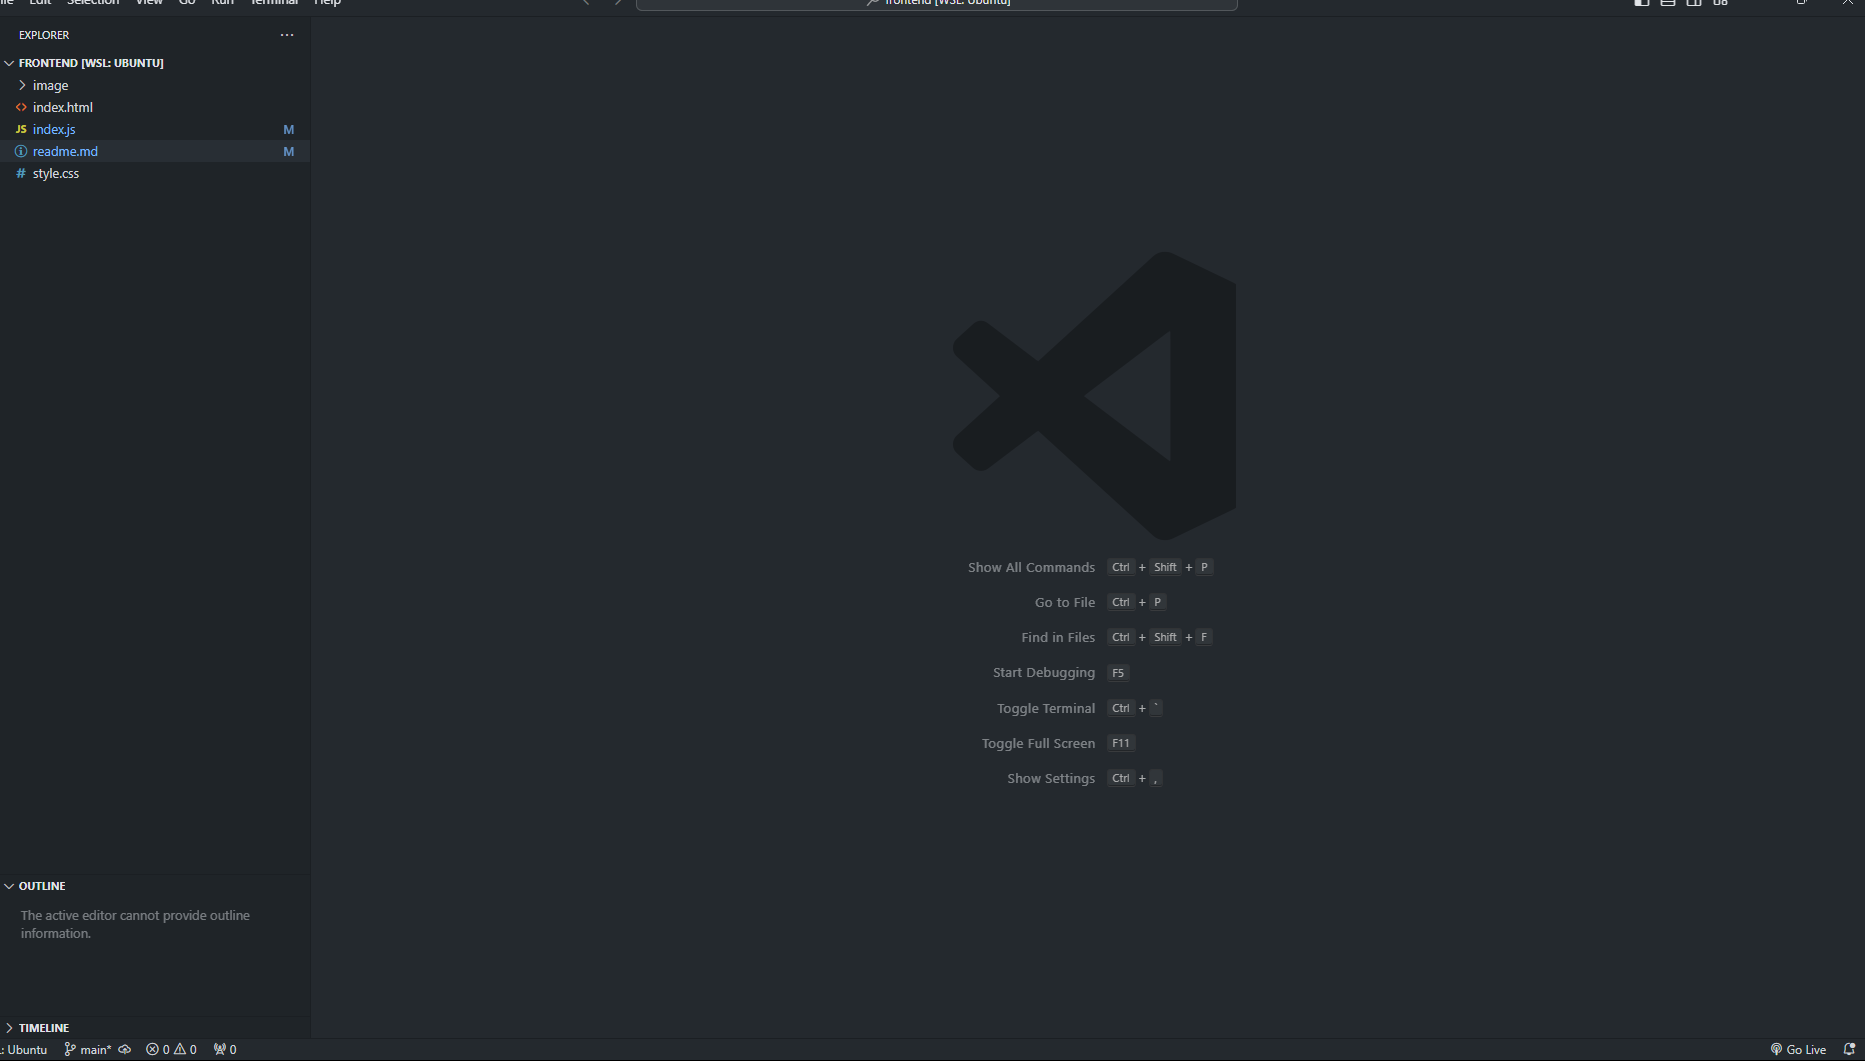 File Edit Selection View Go Run Terminal Help
frontend [WSL: Ubuntu]
EXPLORER
FRONTEND [WSL: UBUNTU]
image
index.html
JS index.js M
readme.md M
# style.css
Show All Commands Ctrl + Shift + P
Go to File Ctrl + P
Find in Files Ctrl + Shift + F
Start Debugging F5
Toggle Terminal Ctrl + `
Toggle Full Screen F11
Show Settings Ctrl + ,
OUTLINE
The active editor cannot provide outline
information.
TIMELINE
: Ubuntu main* 0 0 0 Go Live